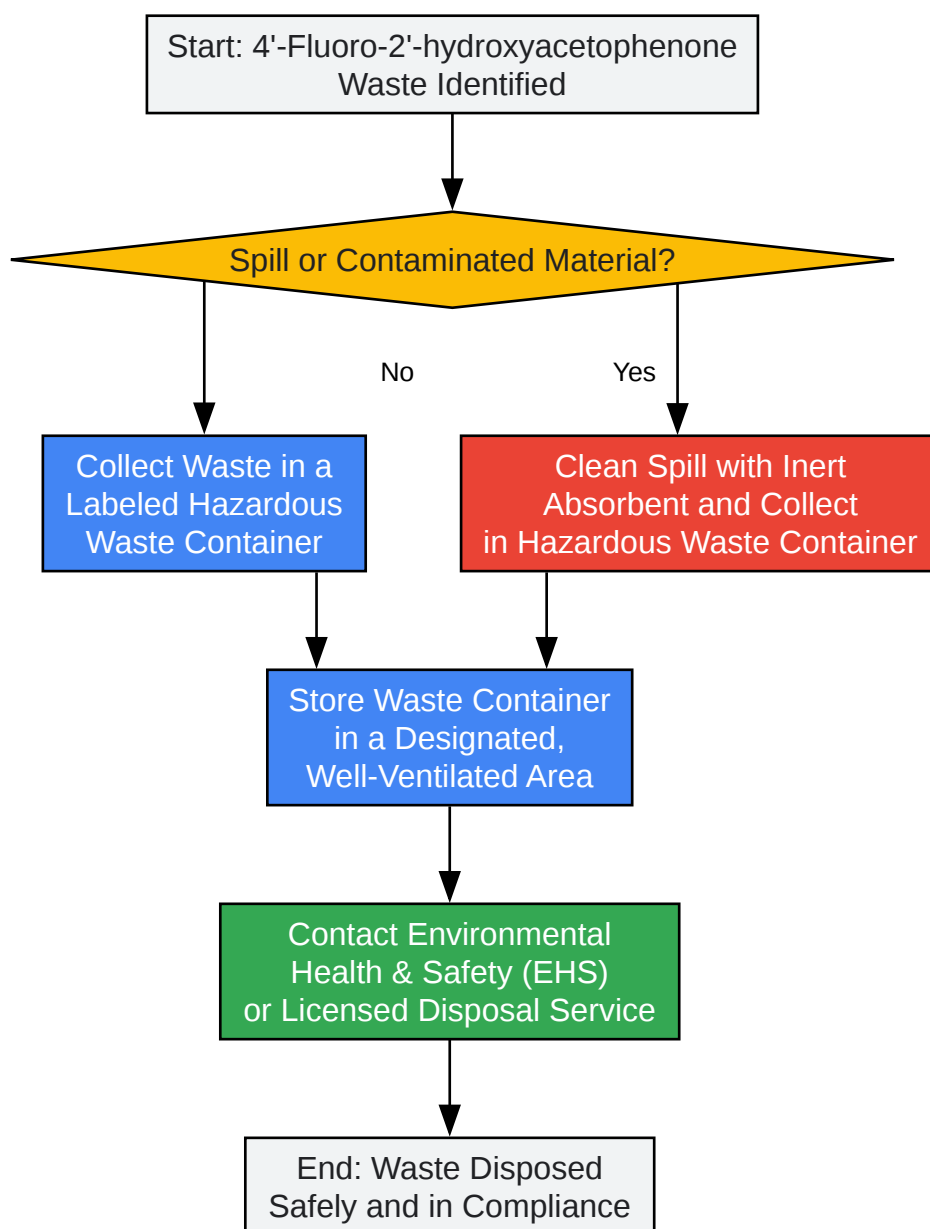 Start: 4'-Fluoro-2'-hydroxyacetophenone
Waste Identified
Spill or Contaminated Material?
No
Yes
Collect Waste in a
Labeled Hazardous
Waste Container
Clean Spill with Inert
Absorbent and Collect
in Hazardous Waste Container
Store Waste Container
in a Designated,
Well-Ventilated Area
Contact Environmental
Health & Safety (EHS)
or Licensed Disposal Service
End: Waste Disposed
Safely and in Compliance